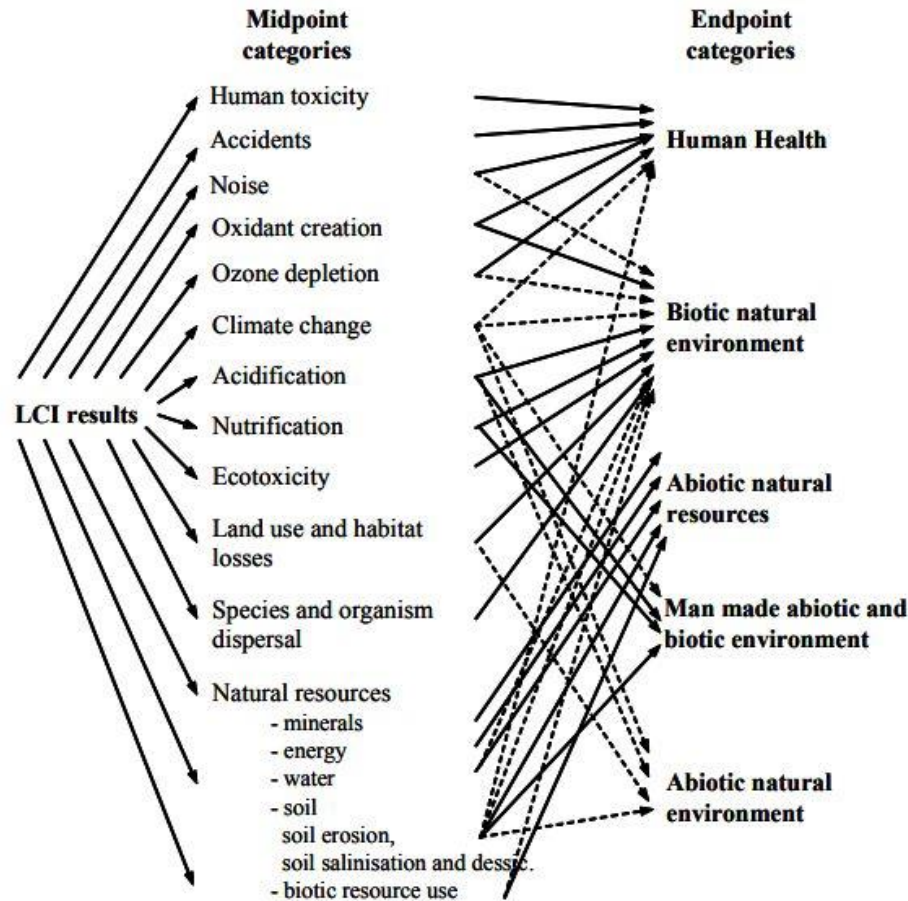 Midpoint
categories
Endpoint
categories
Human toxicity
Accidents
Noise
Oxidant creation
Ozone depletion
Climate change
Acidification
LCI results
Nutrification
Ecotoxicity
Land use and habitat
losses
Species and organism
dispersal
Natural resources
- minerals
- energy
- water
- soil
soil erosion,
soil salinisation and dessic.
- biotic resource use
Human Health
Biotic natural
environment
Abiotic natural
resources
Man made abiotic and
biotic environment
Abiotic natural
environment